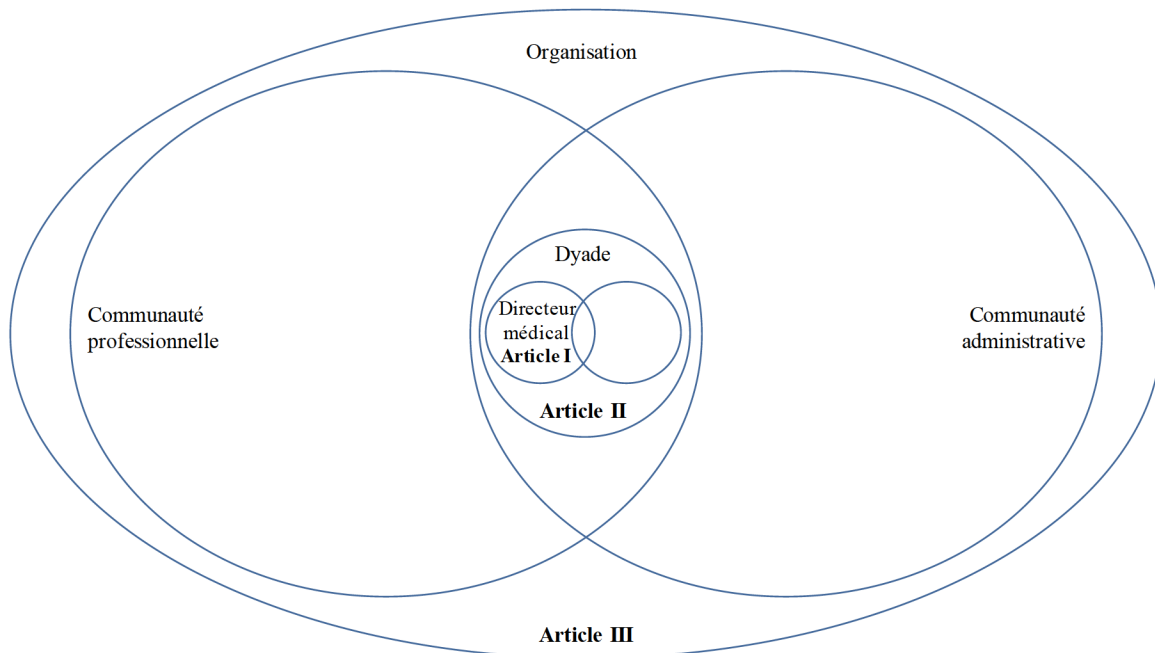 Organisation
Dyade
Directeur
médical
Article I
Communauté
professionnelle
Communauté
administrative
Article II
Article III